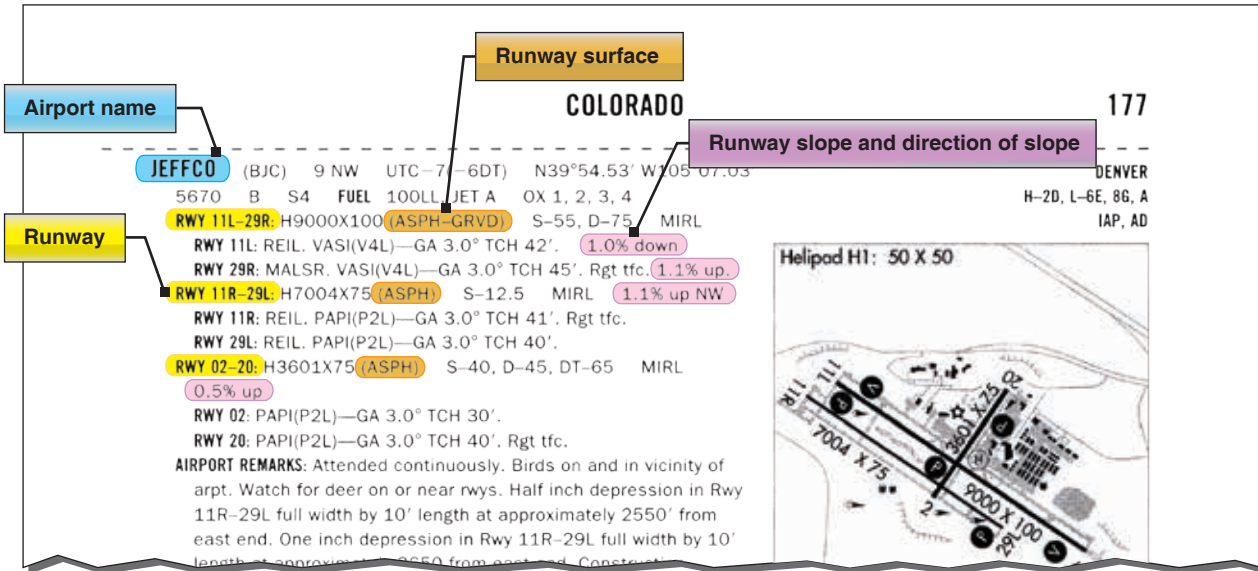 Runway surface
Airport name
COLORADO 177
Runway slope and direction of slope
JEFFCO (BJC) 9 NW UTC–7(–6DT) N39°54.53′ W105°07.03′ DENVER
5670 B S4 FUEL 100LL, JET A OX 1, 2, 3, 4 H–2D, L–6E, 8G, A
RWY 11L–29R: H9000X100 (ASPH–GRVD) S–55, D–75 MIRL IAP, AD
Runway
RWY 11L: REIL. VASI(V4L)—GA 3.0° TCH 42′. 1.0% down
RWY 29R: MALSR. VASI(V4L)—GA 3.0° TCH 45′. Rgt tfc. 1.1% up.
Helipad H1: 50 X 50
RWY 11R–29L: H7004X75 (ASPH) S–12.5 MIRL 1.1% up NW
RWY 11R: REIL. PAPI(P2L)—GA 3.0° TCH 41′. Rgt tfc.
RWY 29L: REIL. PAPI(P2L)—GA 3.0° TCH 40′.
RWY 02–20: H3601X75 (ASPH) S–40, D–45, DT–65 MIRL
0.5% up
RWY 02: PAPI(P2L)—GA 3.0° TCH 30′.
RWY 20: PAPI(P2L)—GA 3.0° TCH 40′. Rgt tfc.
AIRPORT REMARKS: Attended continuously. Birds on and in vicinity of
arpt. Watch for deer on or near rwys. Half inch depression in Rwy
11R–29L full width by 10′ length at approximately 2550′ from
east end. One inch depression in Rwy 11R–29L full width by 10′
length at approximately 2650 from east end.
11L
11R
20
V
P
3601 X 75
P
7004 X 75
P
H
9000 X 100
2
P
29L
V